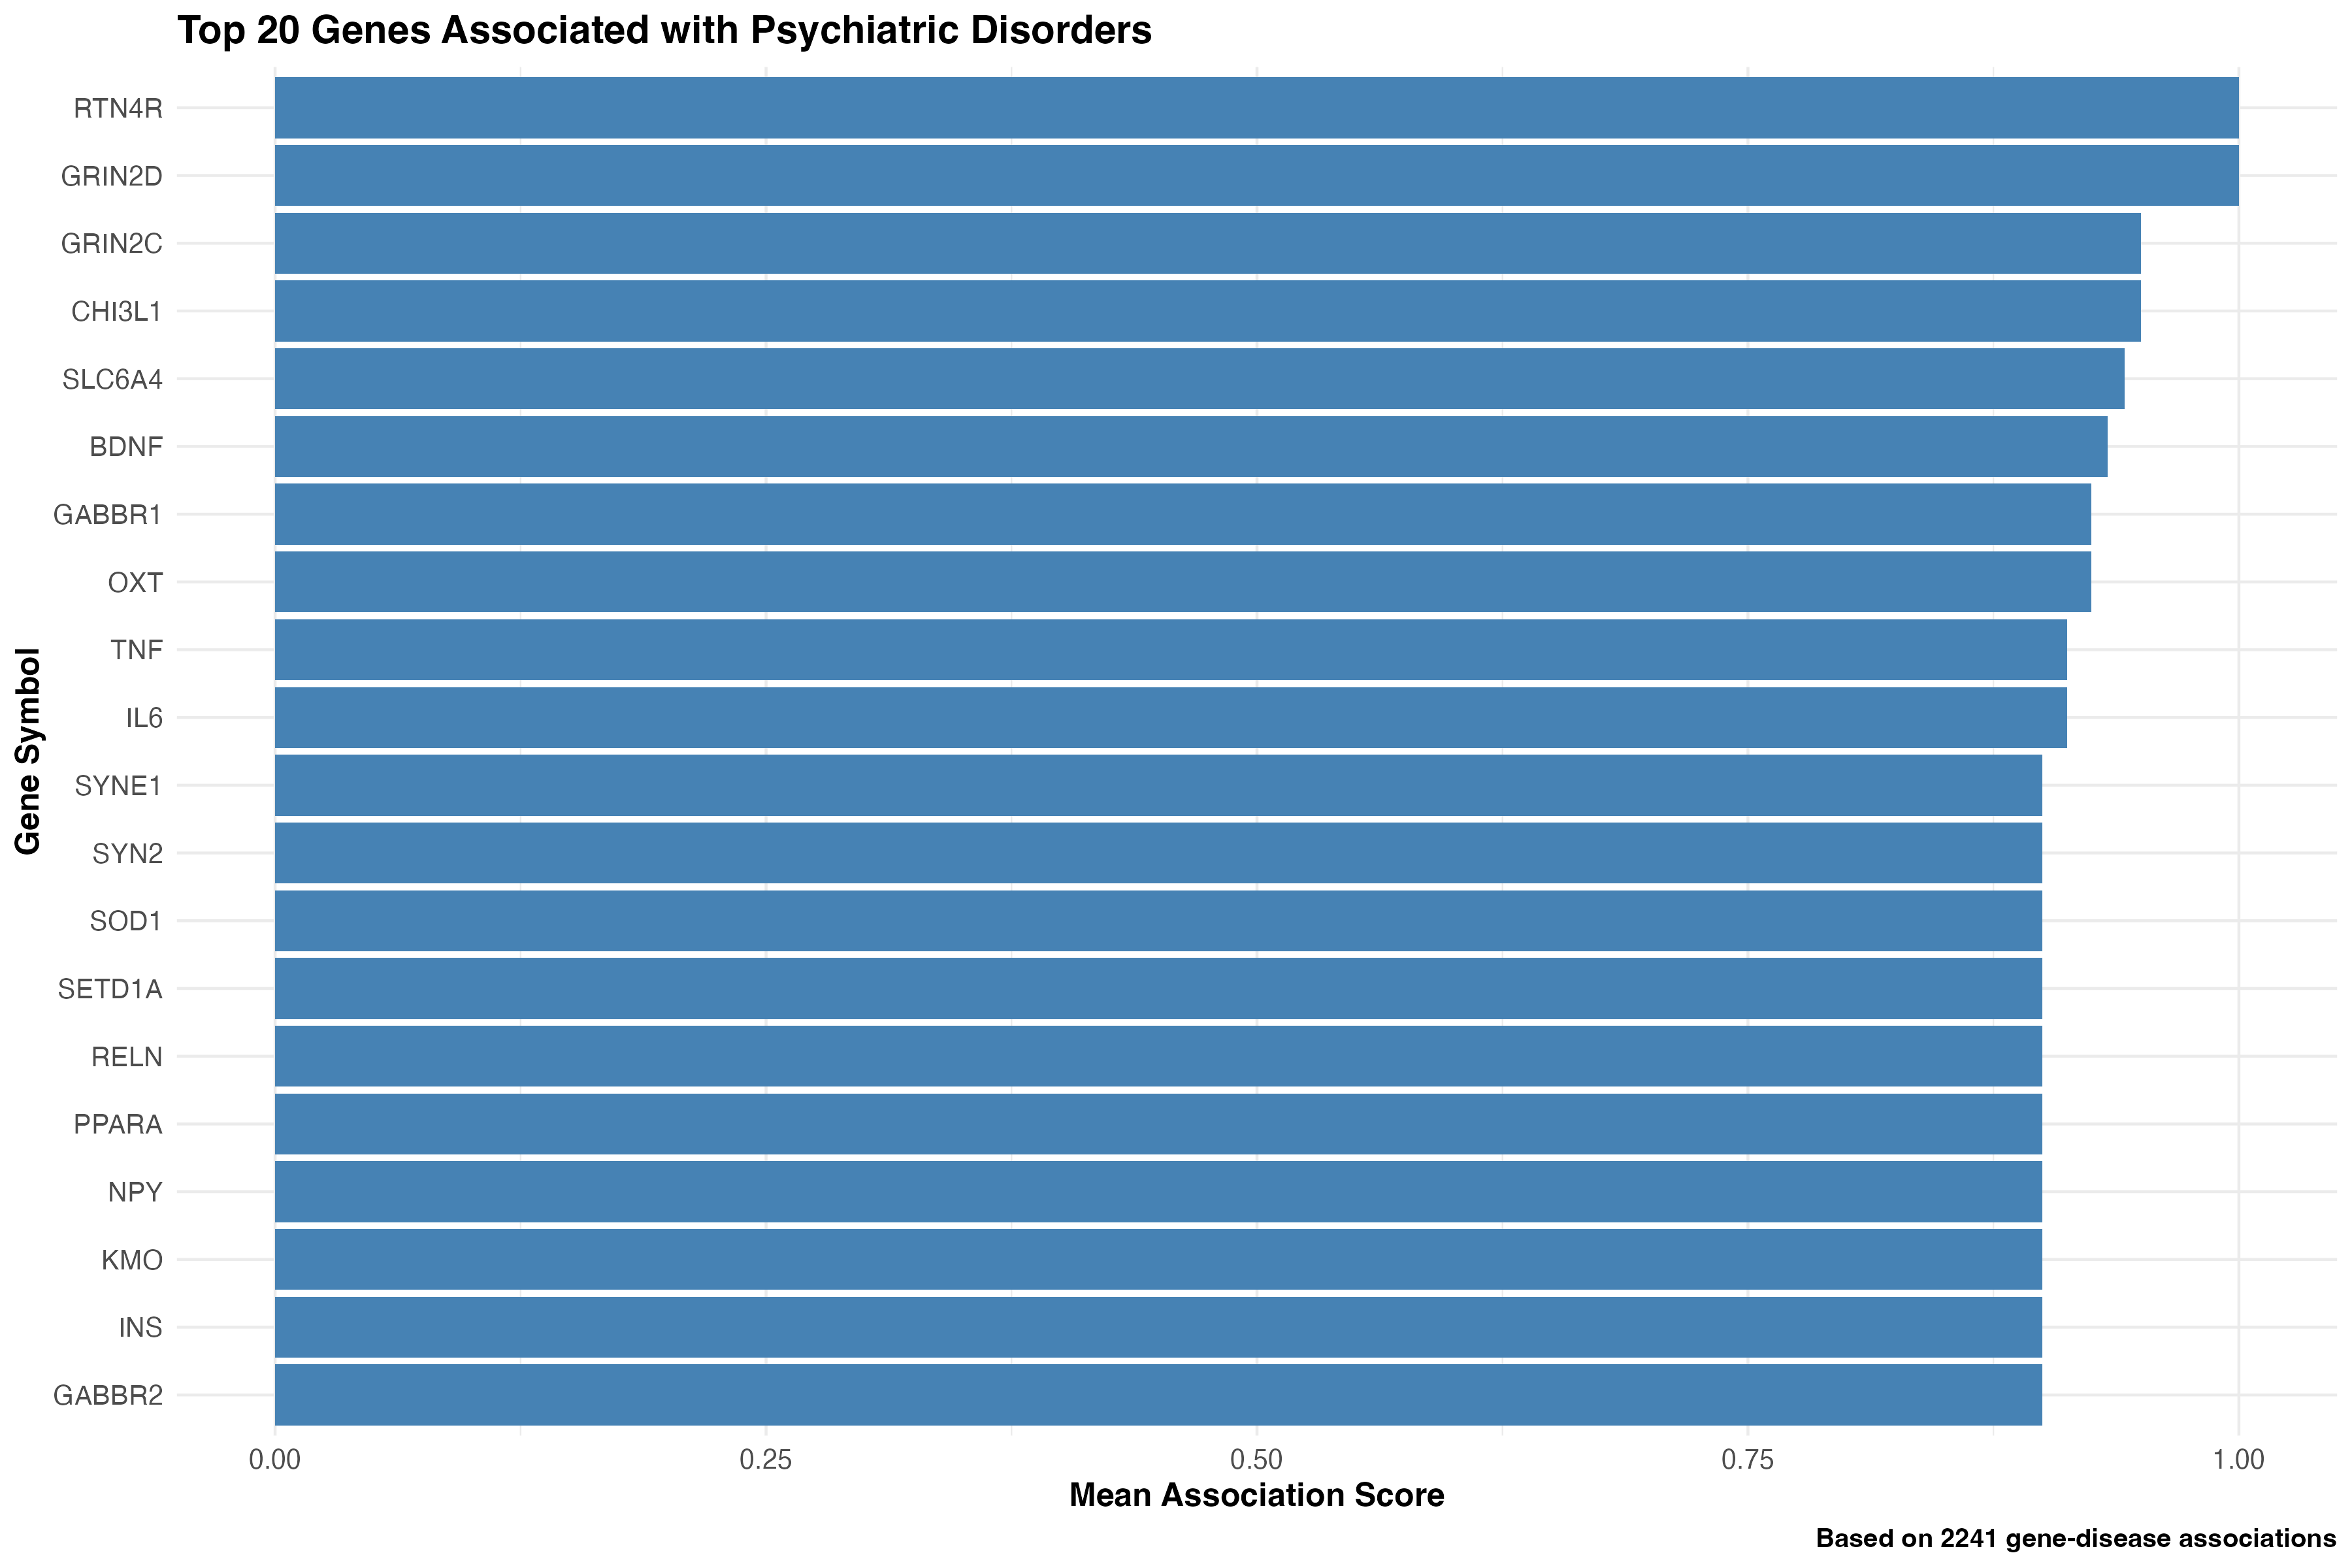 Top 20 Genes Associated with Psychiatric Disorders
Gene Symbol
RTN4R
GRIN2D
GRIN2C
CHI3L1
SLC6A4
BDNF
GABBR1
OXT
TNF
IL6
SYNE1
SYN2
SOD1
SETD1A
RELN
PPARA
NPY
KMO
INS
GABBR2
0.00 0.25 0.50 0.75 1.00
Mean Association Score
Based on 2241 gene-disease associations